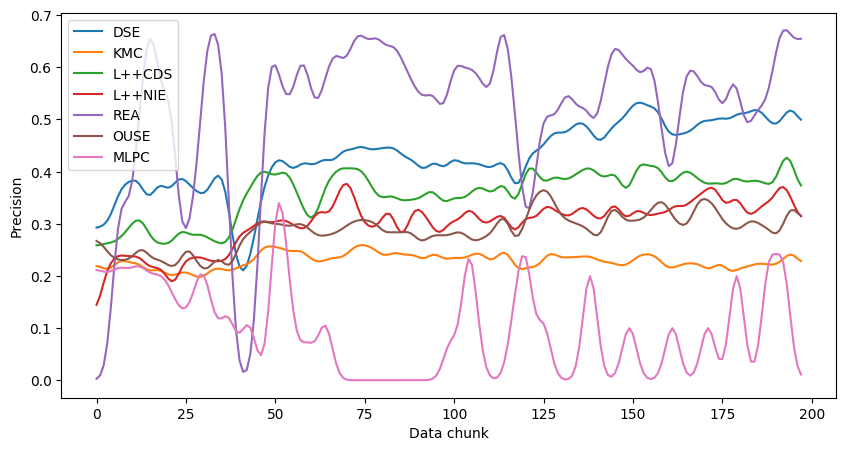 0.7
0.6
0.5
0.4
0.3
0.2
0.1
0.0
Precision
DSE
KMC
L++CDS
L++NIE
REA
OUSE
MLPC
0 25 50 75 100 125 150 175 200
Data chunk